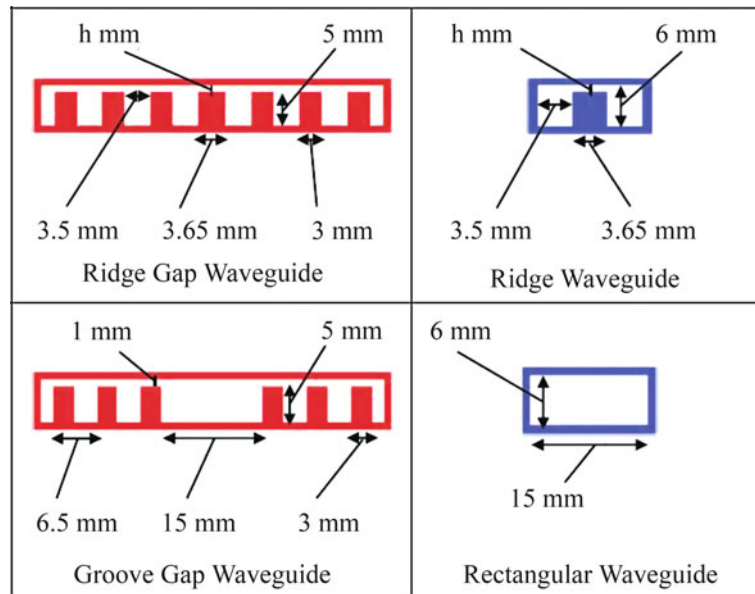 h mm
5 mm
3.5 mm
3.65 mm
3 mm
Ridge Gap Waveguide
h mm
6 mm
3.5 mm
3.65 mm
Ridge Waveguide
1 mm
5 mm
6.5 mm
15 mm
3 mm
Groove Gap Waveguide
6 mm
15 mm
Rectangular Waveguide